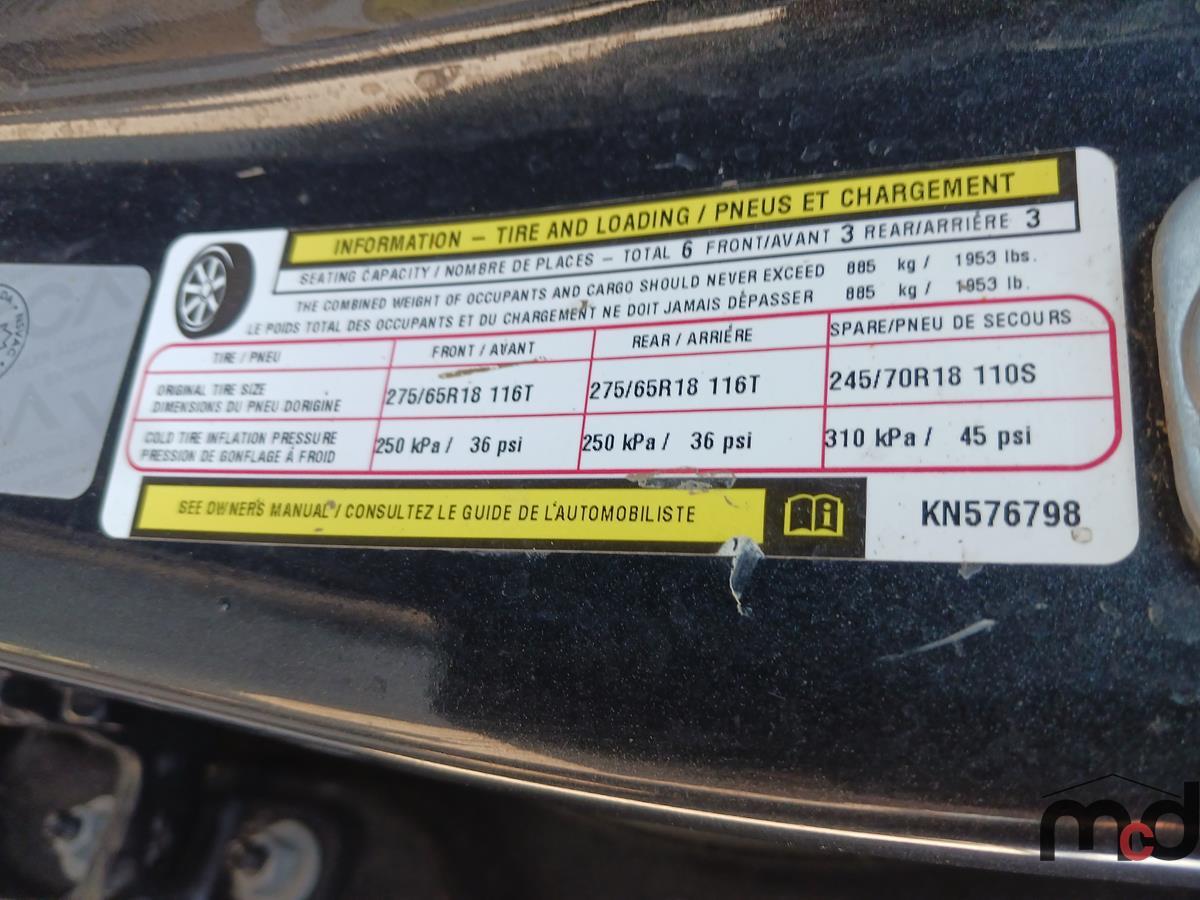 INFORMATION – TIRE AND LOADING / PNEUS ET CHARGEMENT
SEATING CAPACITY / NOMBRE DE PLACES – TOTAL 6 FRONT/AVANT 3 REAR/ARRIÉRE 3
THE COMBINED WEIGHT OF OCCUPANTS AND CARGO SHOULD NEVER EXCEED 885 kg / 1953 lbs.
LE POIDS TOTAL DES OCCUPANTS ET DU CHARGEMENT NE DOIT JAMAIS DÉPASSER 885 kg / 1953 lb.
TIRE / PNEU FRONT / AVANT REAR / ARRIÉRE SPARE/PNEU DE SECOURS
ORIGINAL TIRE SIZE
DIMENSIONS DU PNEU DORIGINE
275/65R18 116T 275/65R18 116T 245/70R18 110S
COLD TIRE INFLATION PRESSURE
PRESSION DE GONFLAGE Á FROID
250 kPa / 36 psi 250 kPa / 36 psi 310 kPa / 45 psi
SEE OWNER'S MANUAL / CONSULTEZ LE GUIDE DE L'AUTOMOBILISTE
KN576798
NSVAC
mcd